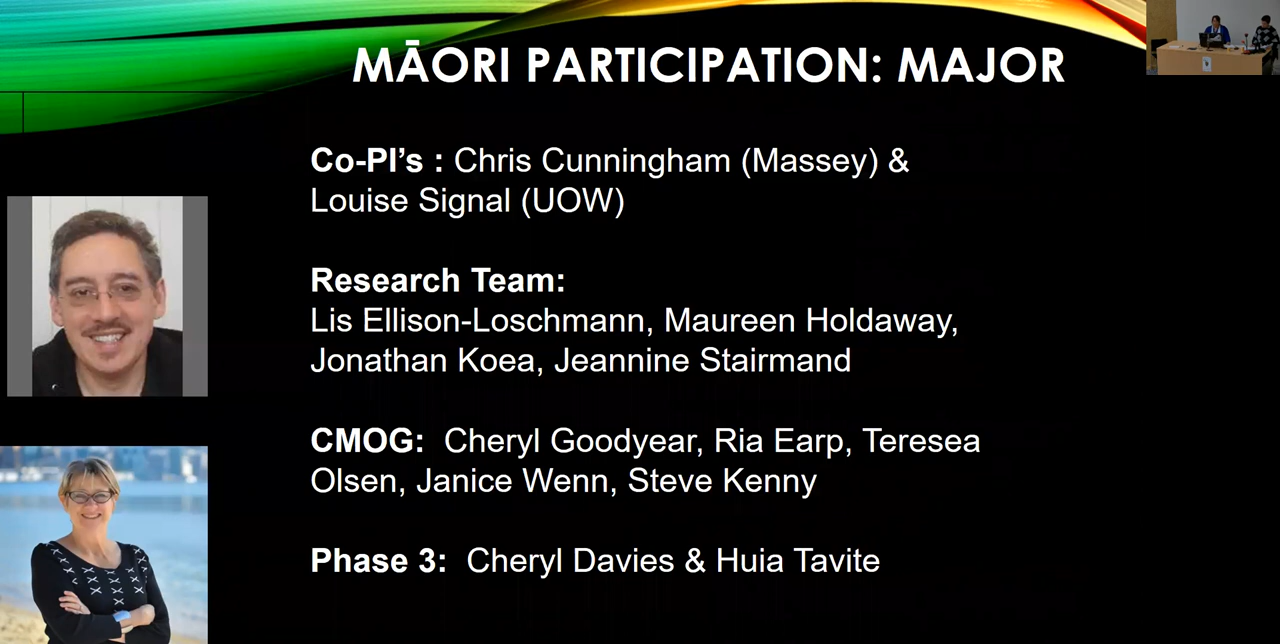 MĀORI PARTICIPATION: MAJOR
Co-PI’s : Chris Cunningham (Massey) &
Louise Signal (UOW)
Research Team:
Lis Ellison-Loschmann, Maureen Holdaway,
Jonathan Koea, Jeannine Stairmand
CMOG:  Cheryl Goodyear, Ria Earp, Teresea
Olsen, Janice Wenn, Steve Kenny
Phase 3:  Cheryl Davies & Huia Tavite